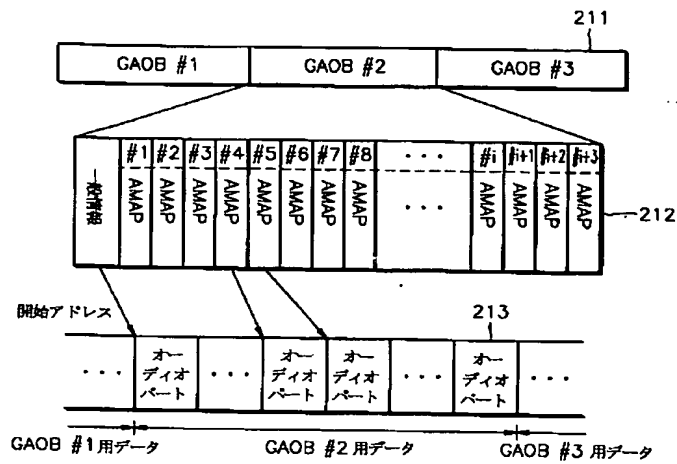 211
GAOB #1 GAOB #2 GAOB #3
#1 #2 #3 #4 #5 #6 #7 #8 ・・・ #i #i+1 #i+2 #i+3
一般情報 AMAP AMAP AMAP AMAP AMAP AMAP AMAP AMAP ・・・ AMAP AMAP AMAP AMAP
212
開始アドレス
213
・・・ オーディオパート ・・・ オーディオパート オーディオパート ・・・ オーディオパート ・・・
GAOB #1用データ GAOB #2用データ GAOB #3用データ